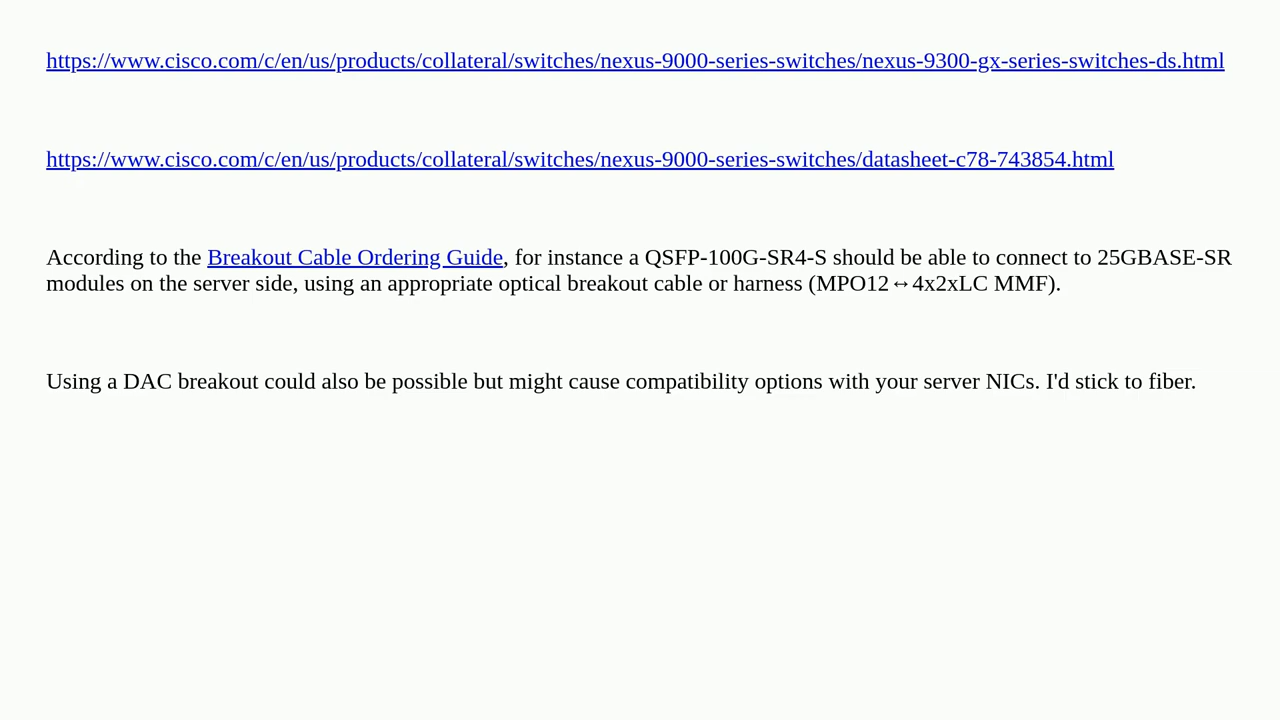 https://www.cisco.com/c/en/us/products/collateral/switches/nexus-9000-series-switches/nexus-9300-gx-series-switches-ds.html
https://www.cisco.com/c/en/us/products/collateral/switches/nexus-9000-series-switches/datasheet-c78-743854.html
According to the Breakout Cable Ordering Guide, for instance a QSFP-100G-SR4-S should be able to connect to 25GBASE-SR
modules on the server side, using an appropriate optical breakout cable or harness (MPO12↔4x2xLC MMF).
Using a DAC breakout could also be possible but might cause compatibility options with your server NICs. I'd stick to fiber.